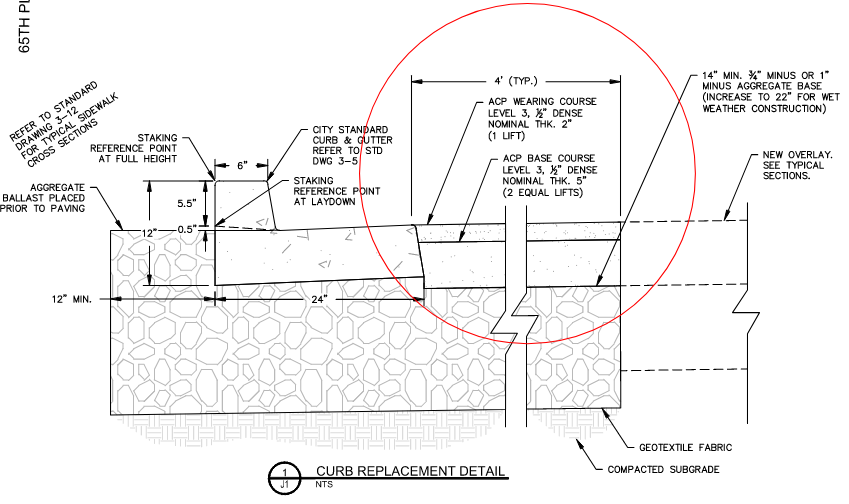 65TH PL
REFER TO STANDARD
DRAWING 3-12
FOR TYPICAL SIDEWALK
CROSS SECTIONS
STAKING
REFERENCE POINT
AT FULL HEIGHT
6"
CITY STANDARD
CURB & GUTTER
REFER TO STD
DWG 3-5
STAKING
REFERENCE POINT
AT LAYDOWN
AGGREGATE
BALLAST PLACED
PRIOR TO PAVING
5.5"
0.5"
12"
12" MIN.
24"
4' (TYP.)
ACP WEARING COURSE
LEVEL 3, ½" DENSE
NOMINAL THK. 2"
(1 LIFT)
ACP BASE COURSE
LEVEL 3, ½" DENSE
NOMINAL THK. 5"
(2 EQUAL LIFTS)
14" MIN. ¾" MINUS OR 1"
MINUS AGGREGATE BASE
(INCREASE TO 22" FOR WET
WEATHER CONSTRUCTION)
NEW OVERLAY.
SEE TYPICAL
SECTIONS.
GEOTEXTILE FABRIC
COMPACTED SUBGRADE
1
J1
CURB REPLACEMENT DETAIL
NTS